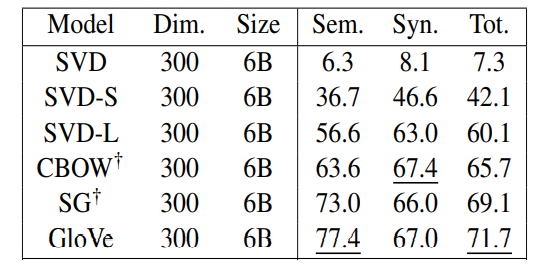 Model Dim. Size Sem. Syn. Tot.
SVD 300 6B 6.3 8.1 7.3
SVD-S 300 6B 36.7 46.6 42.1
SVD-L 300 6B 56.6 63.0 60.1
CBOW† 300 6B 63.6 67.4 65.7
SG† 300 6B 73.0 66.0 69.1
GloVe 300 6B 77.4 67.0 71.7